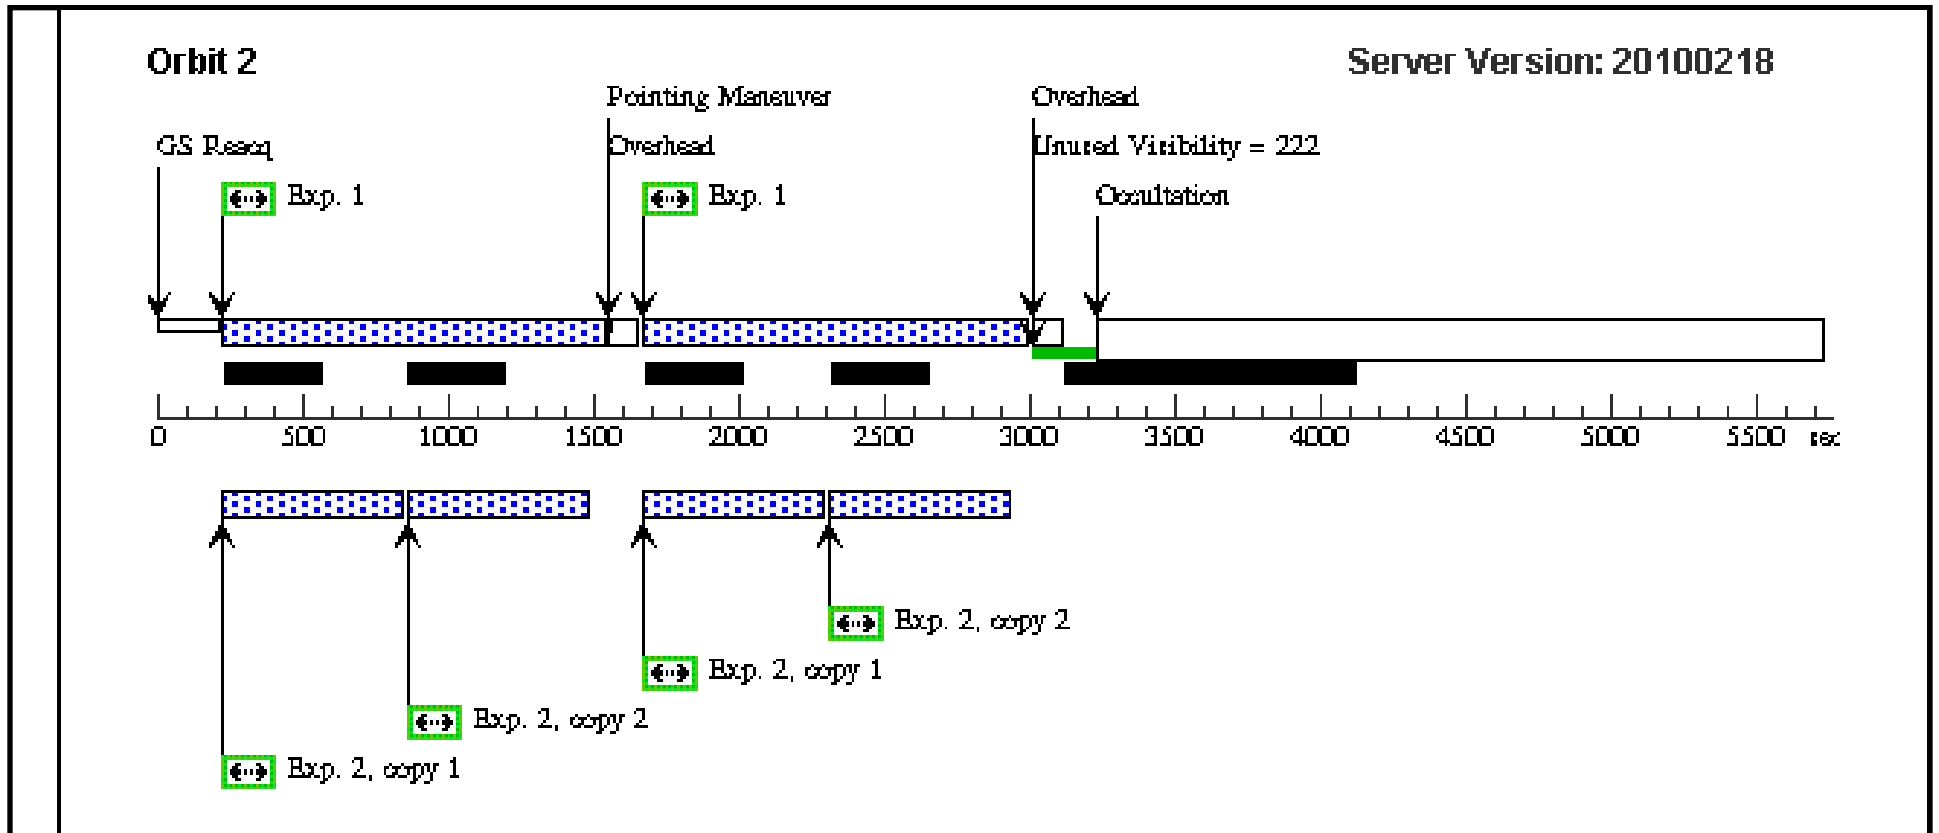 Orbit 2 Server Version: 20100218
Pointing Maneuver Overhead
GS Reacq Overhead Unused Visibility = 222
Exp. 1 Exp. 1 Occultation
0 500 1000 1500 2000 2500 3000 3500 4000 4500 5000 5500 sec
Exp. 2, copy 2
Exp. 2, copy 1
Exp. 2, copy 2
Exp. 2, copy 1